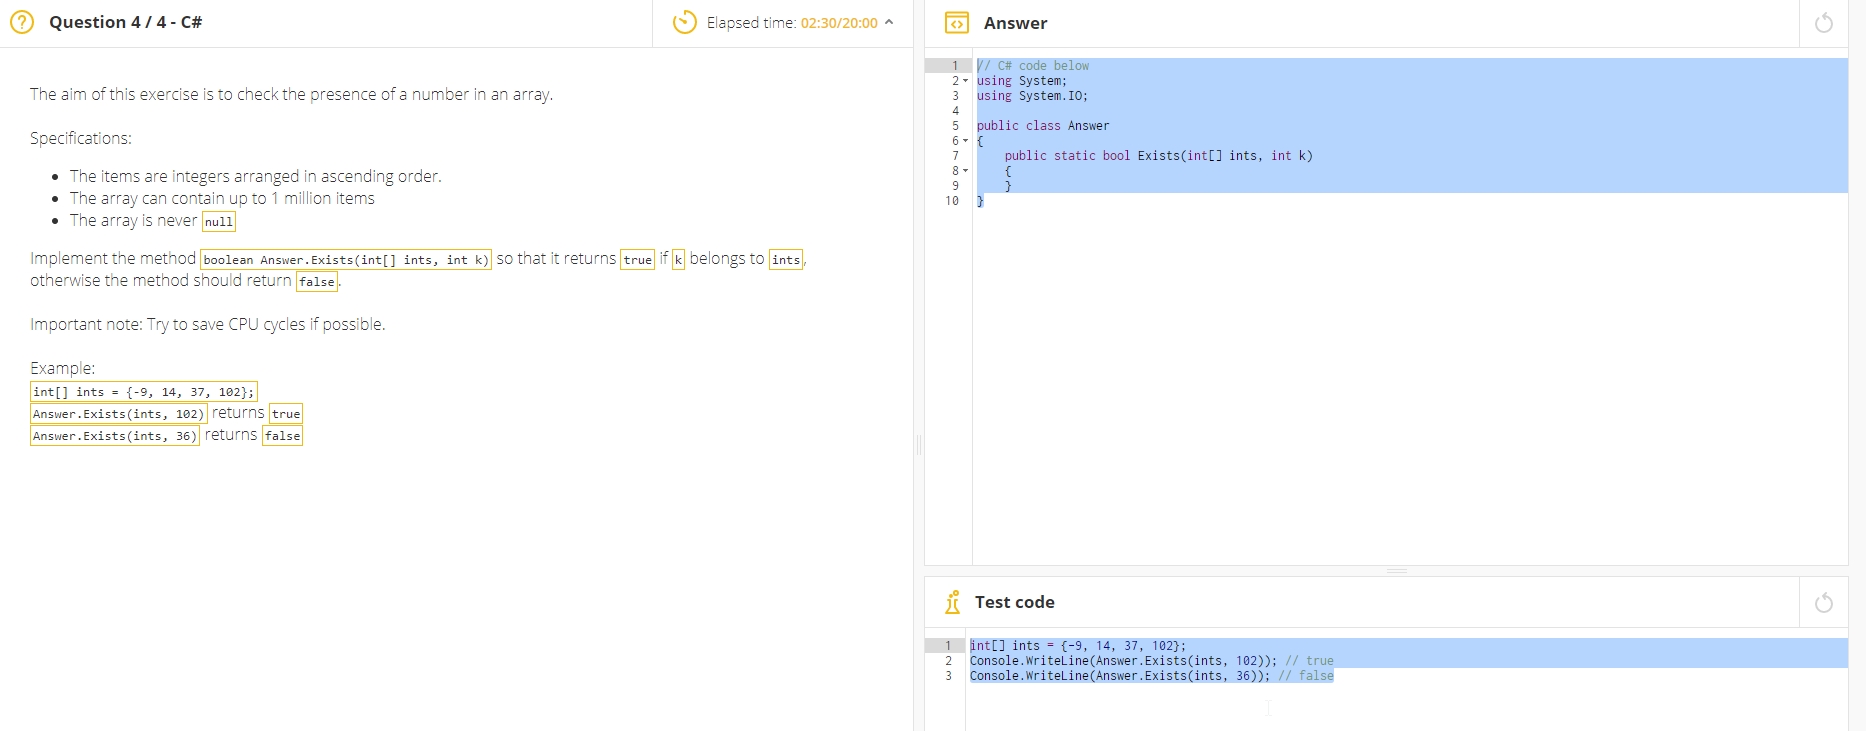 Question 4 / 4 - C#
Elapsed time: 02:30/20:00
The aim of this exercise is to check the presence of a number in an array.
Specifications:
The items are integers arranged in ascending order.
The array can contain up to 1 million items
The array is never null
Implement the method boolean Answer.Exists(int[] ints, int k) so that it returns true if k belongs to ints,
otherwise the method should return false.
Important note: Try to save CPU cycles if possible.
Example:
int[] ints = {-9, 14, 37, 102};
Answer.Exists(ints, 102) returns true
Answer.Exists(ints, 36) returns false
Answer
1 // C# code below
2 using System;
3 using System.IO;
4
5 public class Answer
6 {
7 public static bool Exists(int[] ints, int k)
8 {
9 }
10 }
Test code
1 int[] ints = {-9, 14, 37, 102};
2 Console.WriteLine(Answer.Exists(ints, 102)); // true
3 Console.WriteLine(Answer.Exists(ints, 36)); // false